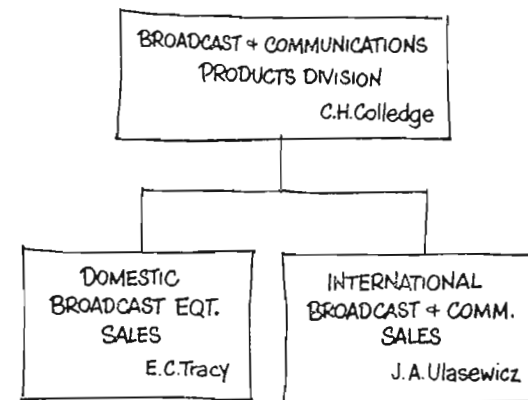 BROADCAST & COMMUNICATIONS
PRODUCTS DIVISION
C.H.Colledge
DOMESTIC
BROADCAST EQT.
SALES
E.C.Tracy
INTERNATIONAL
BROADCAST & COMM.
SALES
J.A.Ulasewicz